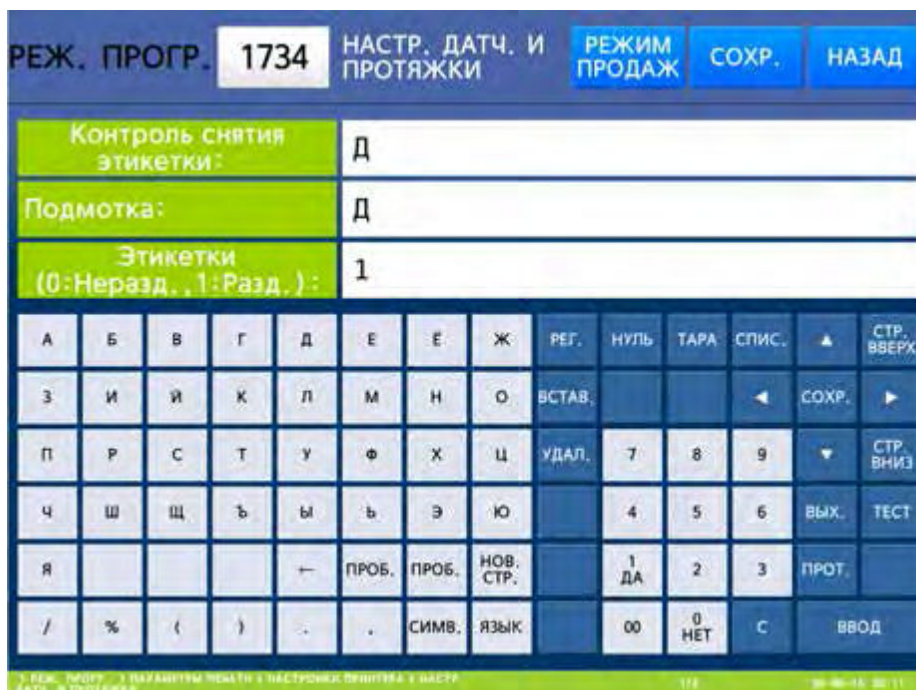 РЕЖ. ПРОГР. 1734 НАСТР. ДАТЧ. И ПРОТЯЖКИ РЕЖИМ ПРОДАЖ СОХР. НАЗАД
Контроль снятия этикетки: Д
Подмотка: Д
Этикетки (0:Неразд.,1:Разд.): 1
А Б В Г Д Е Ё Ж РЕГ. НУЛЬ ТАРА СПИС. ▲ СТР. ВВЕРХ
З И Й К Л М Н О ВСТАВ. ◄ СОХР. ►
П Р С Т У Ф Х Ц УДАЛ. 7 8 9 ▼ СТР. ВНИЗ
Ч Ш Щ Ъ Ы Ь Э Ю 4 5 6 ВЫХ. ТЕСТ
Я ← ПРОБ. ПРОБ. НОВ. СТР. 1 ДА 2 3 ПРОТ.
/ % ( ) СИМВ. ЯЗЫК 00 0 НЕТ С ВВОД